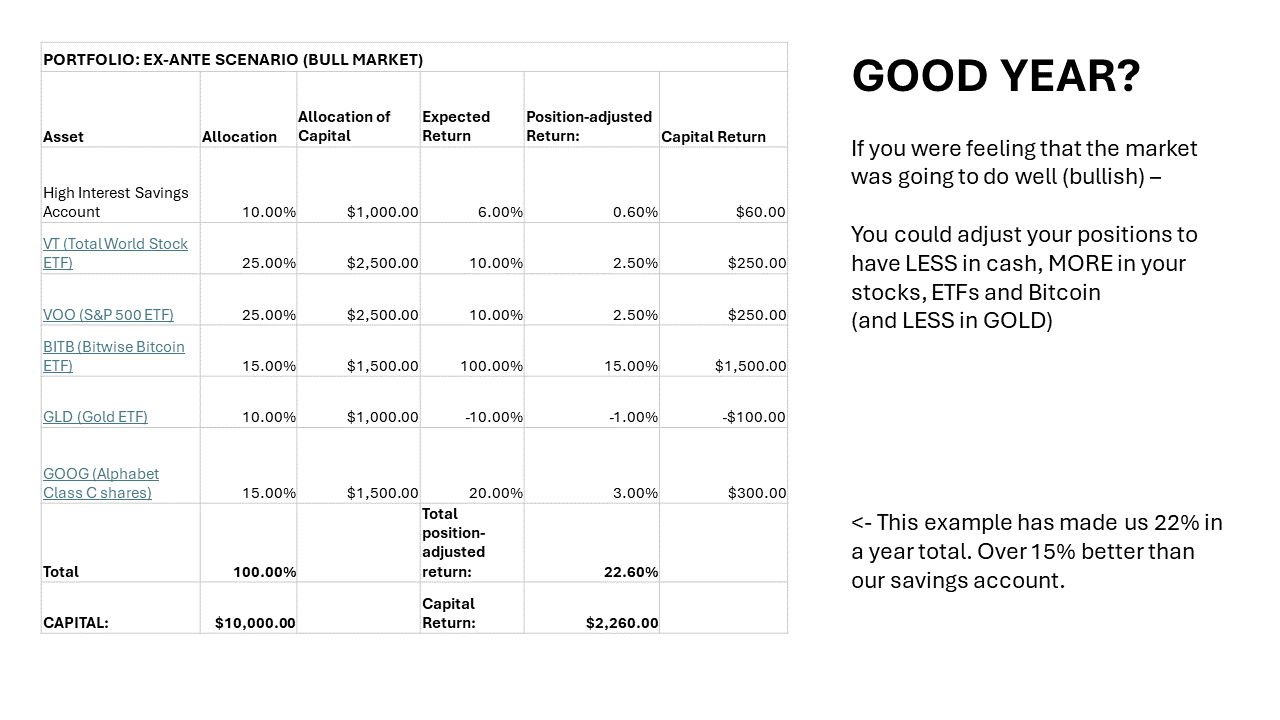 PORTFOLIO: EX-ANTE SCENARIO (BULL MARKET)
Asset Allocation Allocation of Capital Expected Return Position-adjusted Return: Capital Return
High Interest Savings Account 10.00% $1,000.00 6.00% 0.60% $60.00
VT (Total World Stock ETF) 25.00% $2,500.00 10.00% 2.50% $250.00
VOO (S&P 500 ETF) 25.00% $2,500.00 10.00% 2.50% $250.00
BITB (Bitwise Bitcoin ETF) 15.00% $1,500.00 100.00% 15.00% $1,500.00
GLD (Gold ETF) 10.00% $1,000.00 -10.00% -1.00% -$100.00
GOOG (Alphabet Class C shares) 15.00% $1,500.00 20.00% 3.00% $300.00
Total 100.00% Total position-adjusted return: 22.60%
CAPITAL: $10,000.00 Capital Return: $2,260.00
GOOD YEAR?
If you were feeling that the market
was going to do well (bullish) –
You could adjust your positions to
have LESS in cash, MORE in your
stocks, ETFs and Bitcoin
(and LESS in GOLD)
<- This example has made us 22% in
a year total. Over 15% better than
our savings account.